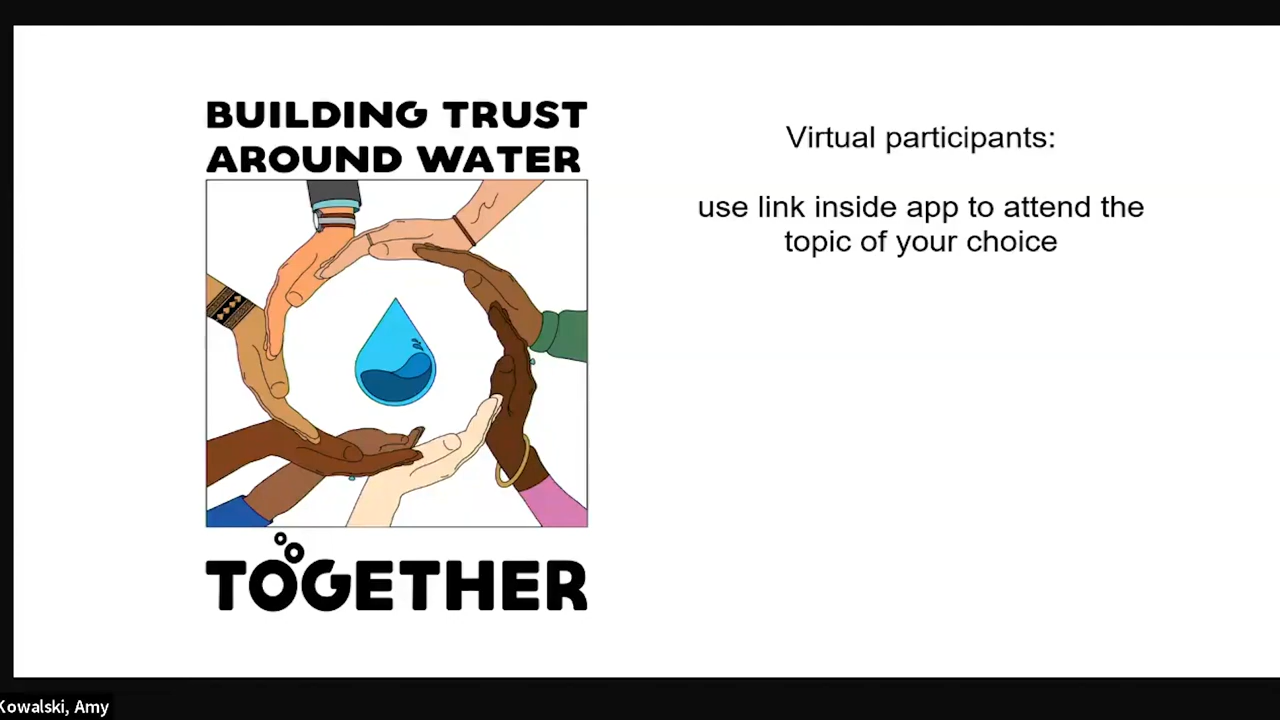 BUILDING TRUST
AROUND WATER
TOGETHER
Virtual participants:
use link inside app to attend the
topic of your choice
Kowalski, Amy